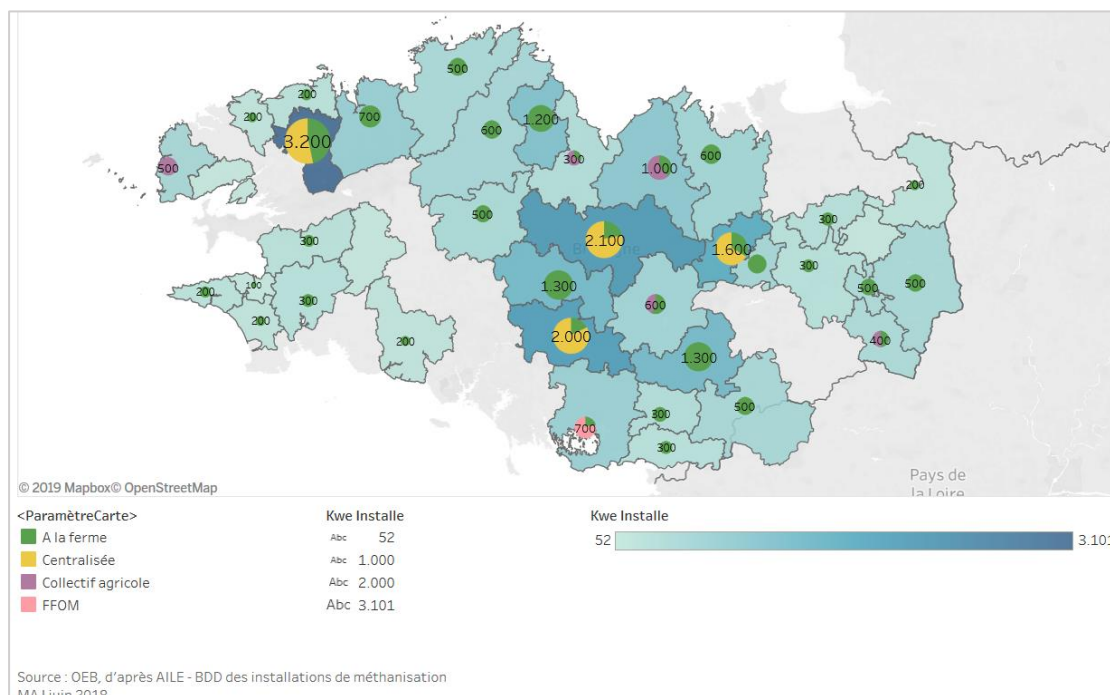 500
200
700
200
1.200
600
3.200
300
600
500
1.000
200
500
300
300
2.100
1.600
300
100
200
300
1.300
500
500
200
600
2.000
200
400
1.300
500
300
700
300
Pays de
la Loire
© 2019 Mapbox© OpenStreetMap
<ParamètreCarte>
A la ferme
Centralisée
Collectif agricole
FFOM
Kwe Installe
Abc 52
Abc 1.000
Abc 2.000
Abc 3.101
Kwe Installe
52 3.101
Source : OEB, d'après AILE - BDD des installations de méthanisation
MAJ juin 2018